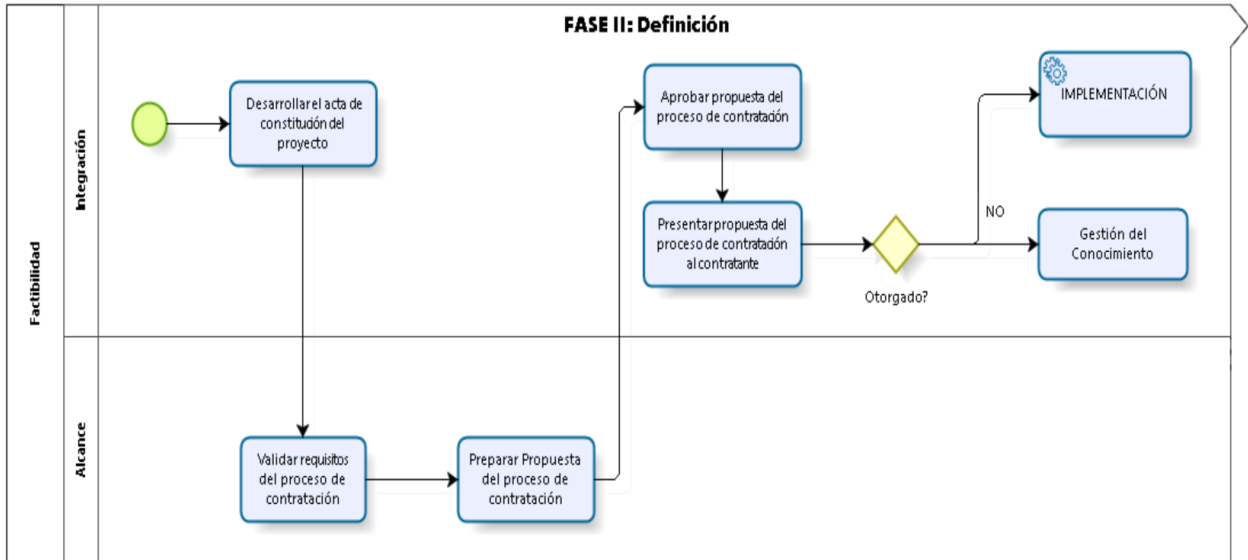 FASE II: Definición
Factibilidad
Integración
Desarrollar el acta de
constitución del
proyecto
Aprobar propuesta del
proceso de contratación
IMPLEMENTACIÓN
Presentar propuesta del
proceso de contratación
al contratante
Otorgado?
NO
Gestión del
Conocimiento
Alcance
Validar requisitos
del proceso de
contratación
Preparar Propuesta
del proceso de
contratación